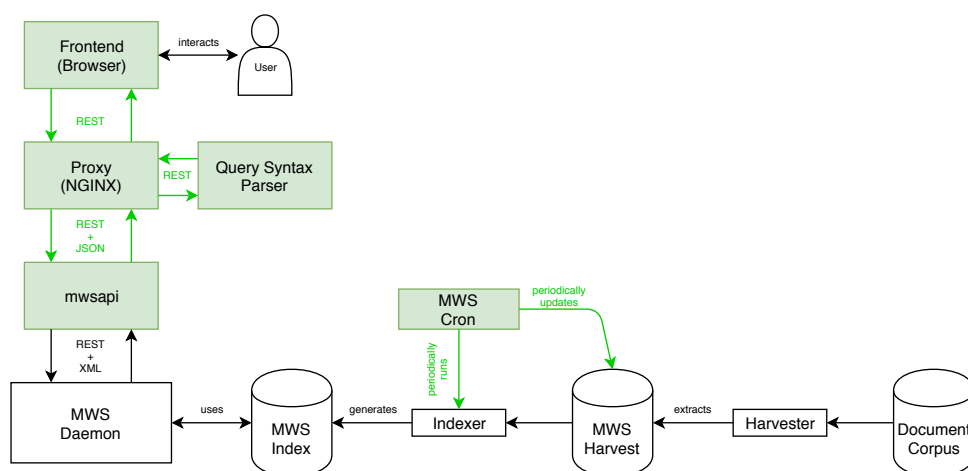 Frontend
(Browser)
interacts
User
REST
Proxy
(NGINX)
REST
Query Syntax
Parser
REST
+
JSON
mwsapi
MWS
Cron
periodically
updates
periodically
runs
REST
+
XML
MWS
Daemon
uses
MWS
Index
generates
Indexer
MWS
Harvest
extracts
Harvester
Document
Corpus